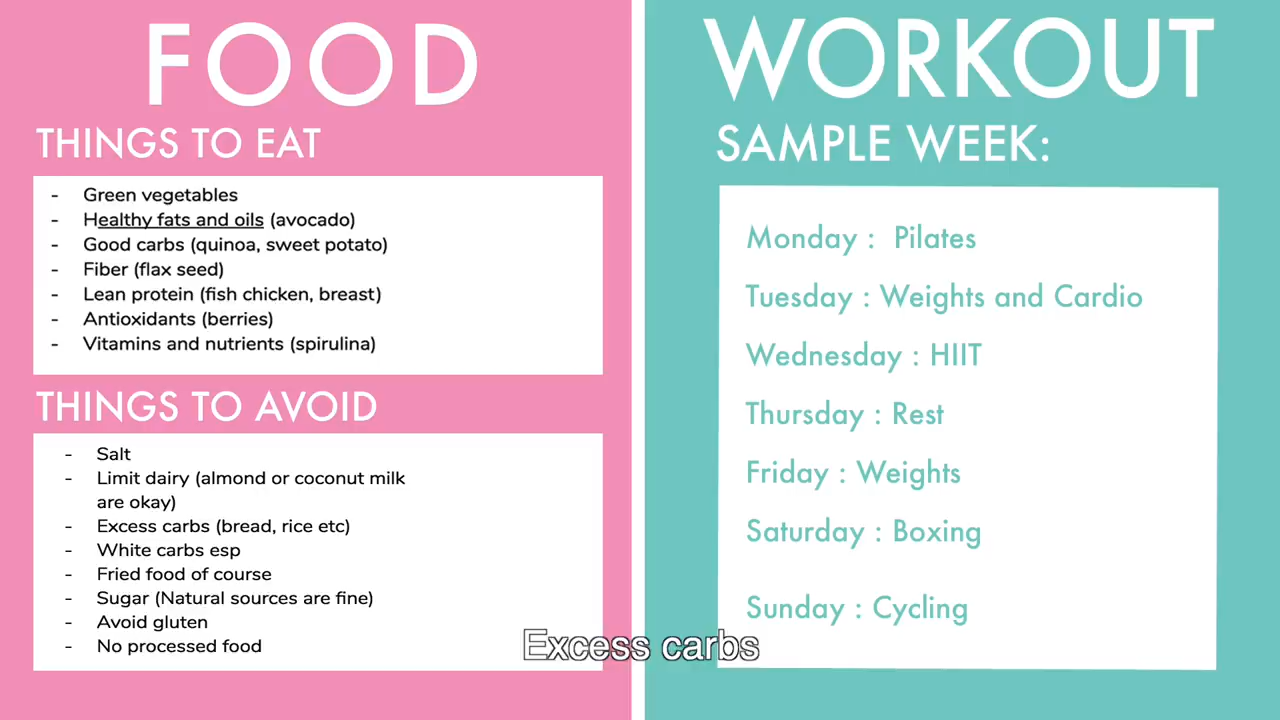 FOOD
THINGS TO EAT
- Green vegetables
- Healthy fats and oils (avocado)
- Good carbs (quinoa, sweet potato)
- Fiber (flax seed)
- Lean protein (fish chicken, breast)
- Antioxidants (berries)
- Vitamins and nutrients (spirulina)
THINGS TO AVOID
- Salt
- Limit dairy (almond or coconut milk
are okay)
- Excess carbs (bread, rice etc)
- White carbs esp
- Fried food of course
- Sugar (Natural sources are fine)
- Avoid gluten
- No processed food
WORKOUT
SAMPLE WEEK:
Monday : Pilates
Tuesday : Weights and Cardio
Wednesday : HIIT
Thursday : Rest
Friday : Weights
Saturday : Boxing
Sunday : Cycling
Excess carbs